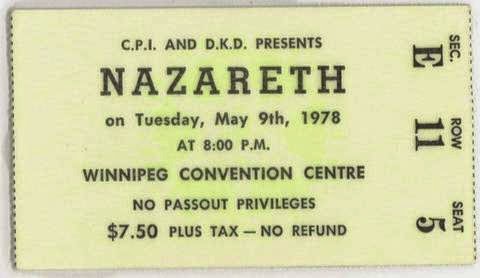 C.P.I. AND D.K.D. PRESENTS
NAZARETH
on Tuesday, May 9th, 1978
AT 8:00 P.M.
WINNIPEG CONVENTION CENTRE
NO PASSOUT PRIVILEGES
$7.50 PLUS TAX — NO REFUND
SEC. E
ROW 11
SEAT 5